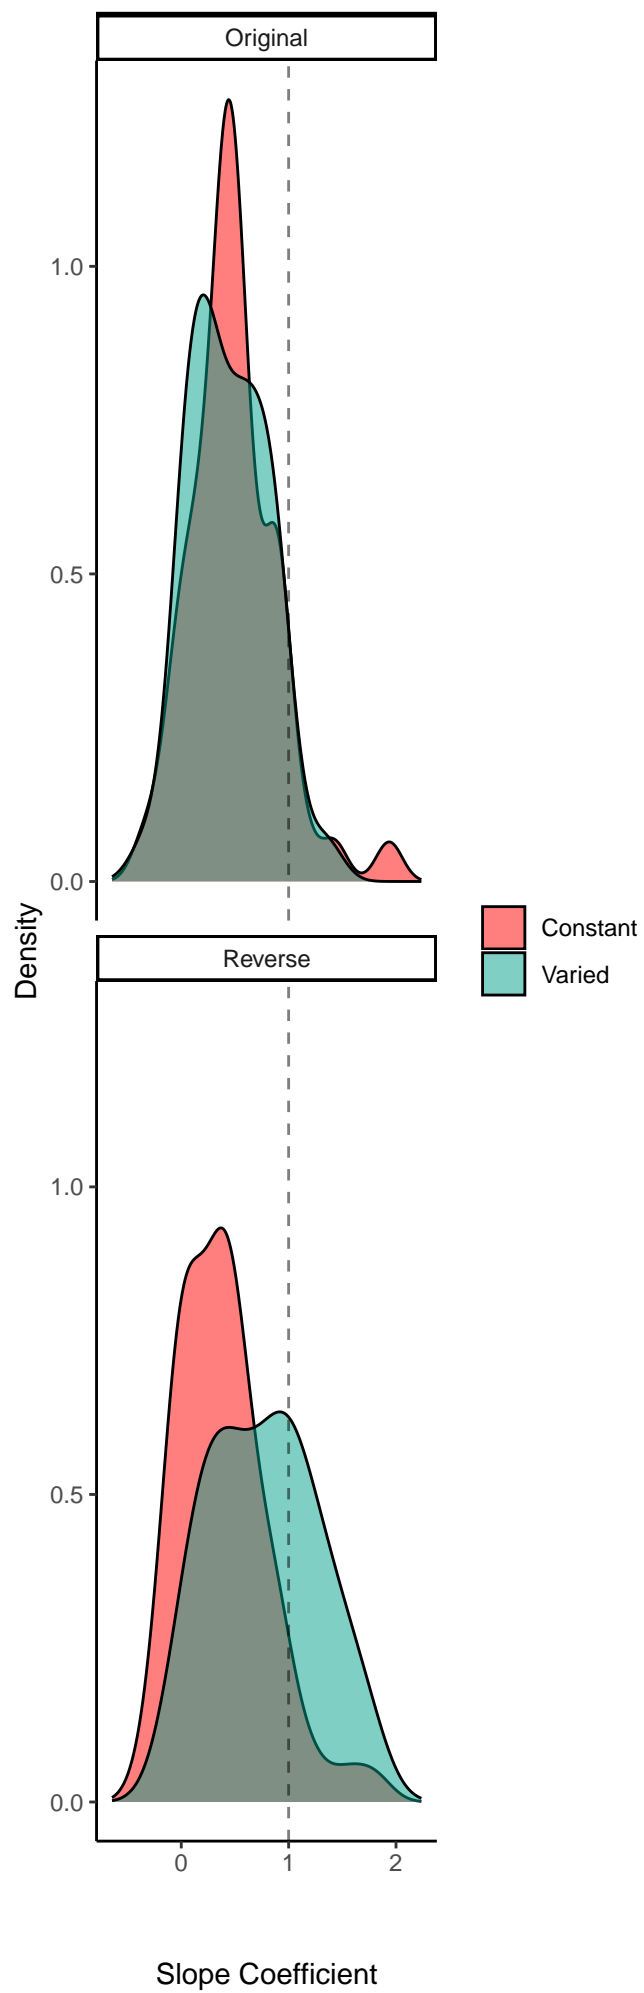 Original
1.0
0.5
0.0
Density
Constant
Varied
Reverse
1.0
0.5
0.0
0 1 2
Slope Coefficient